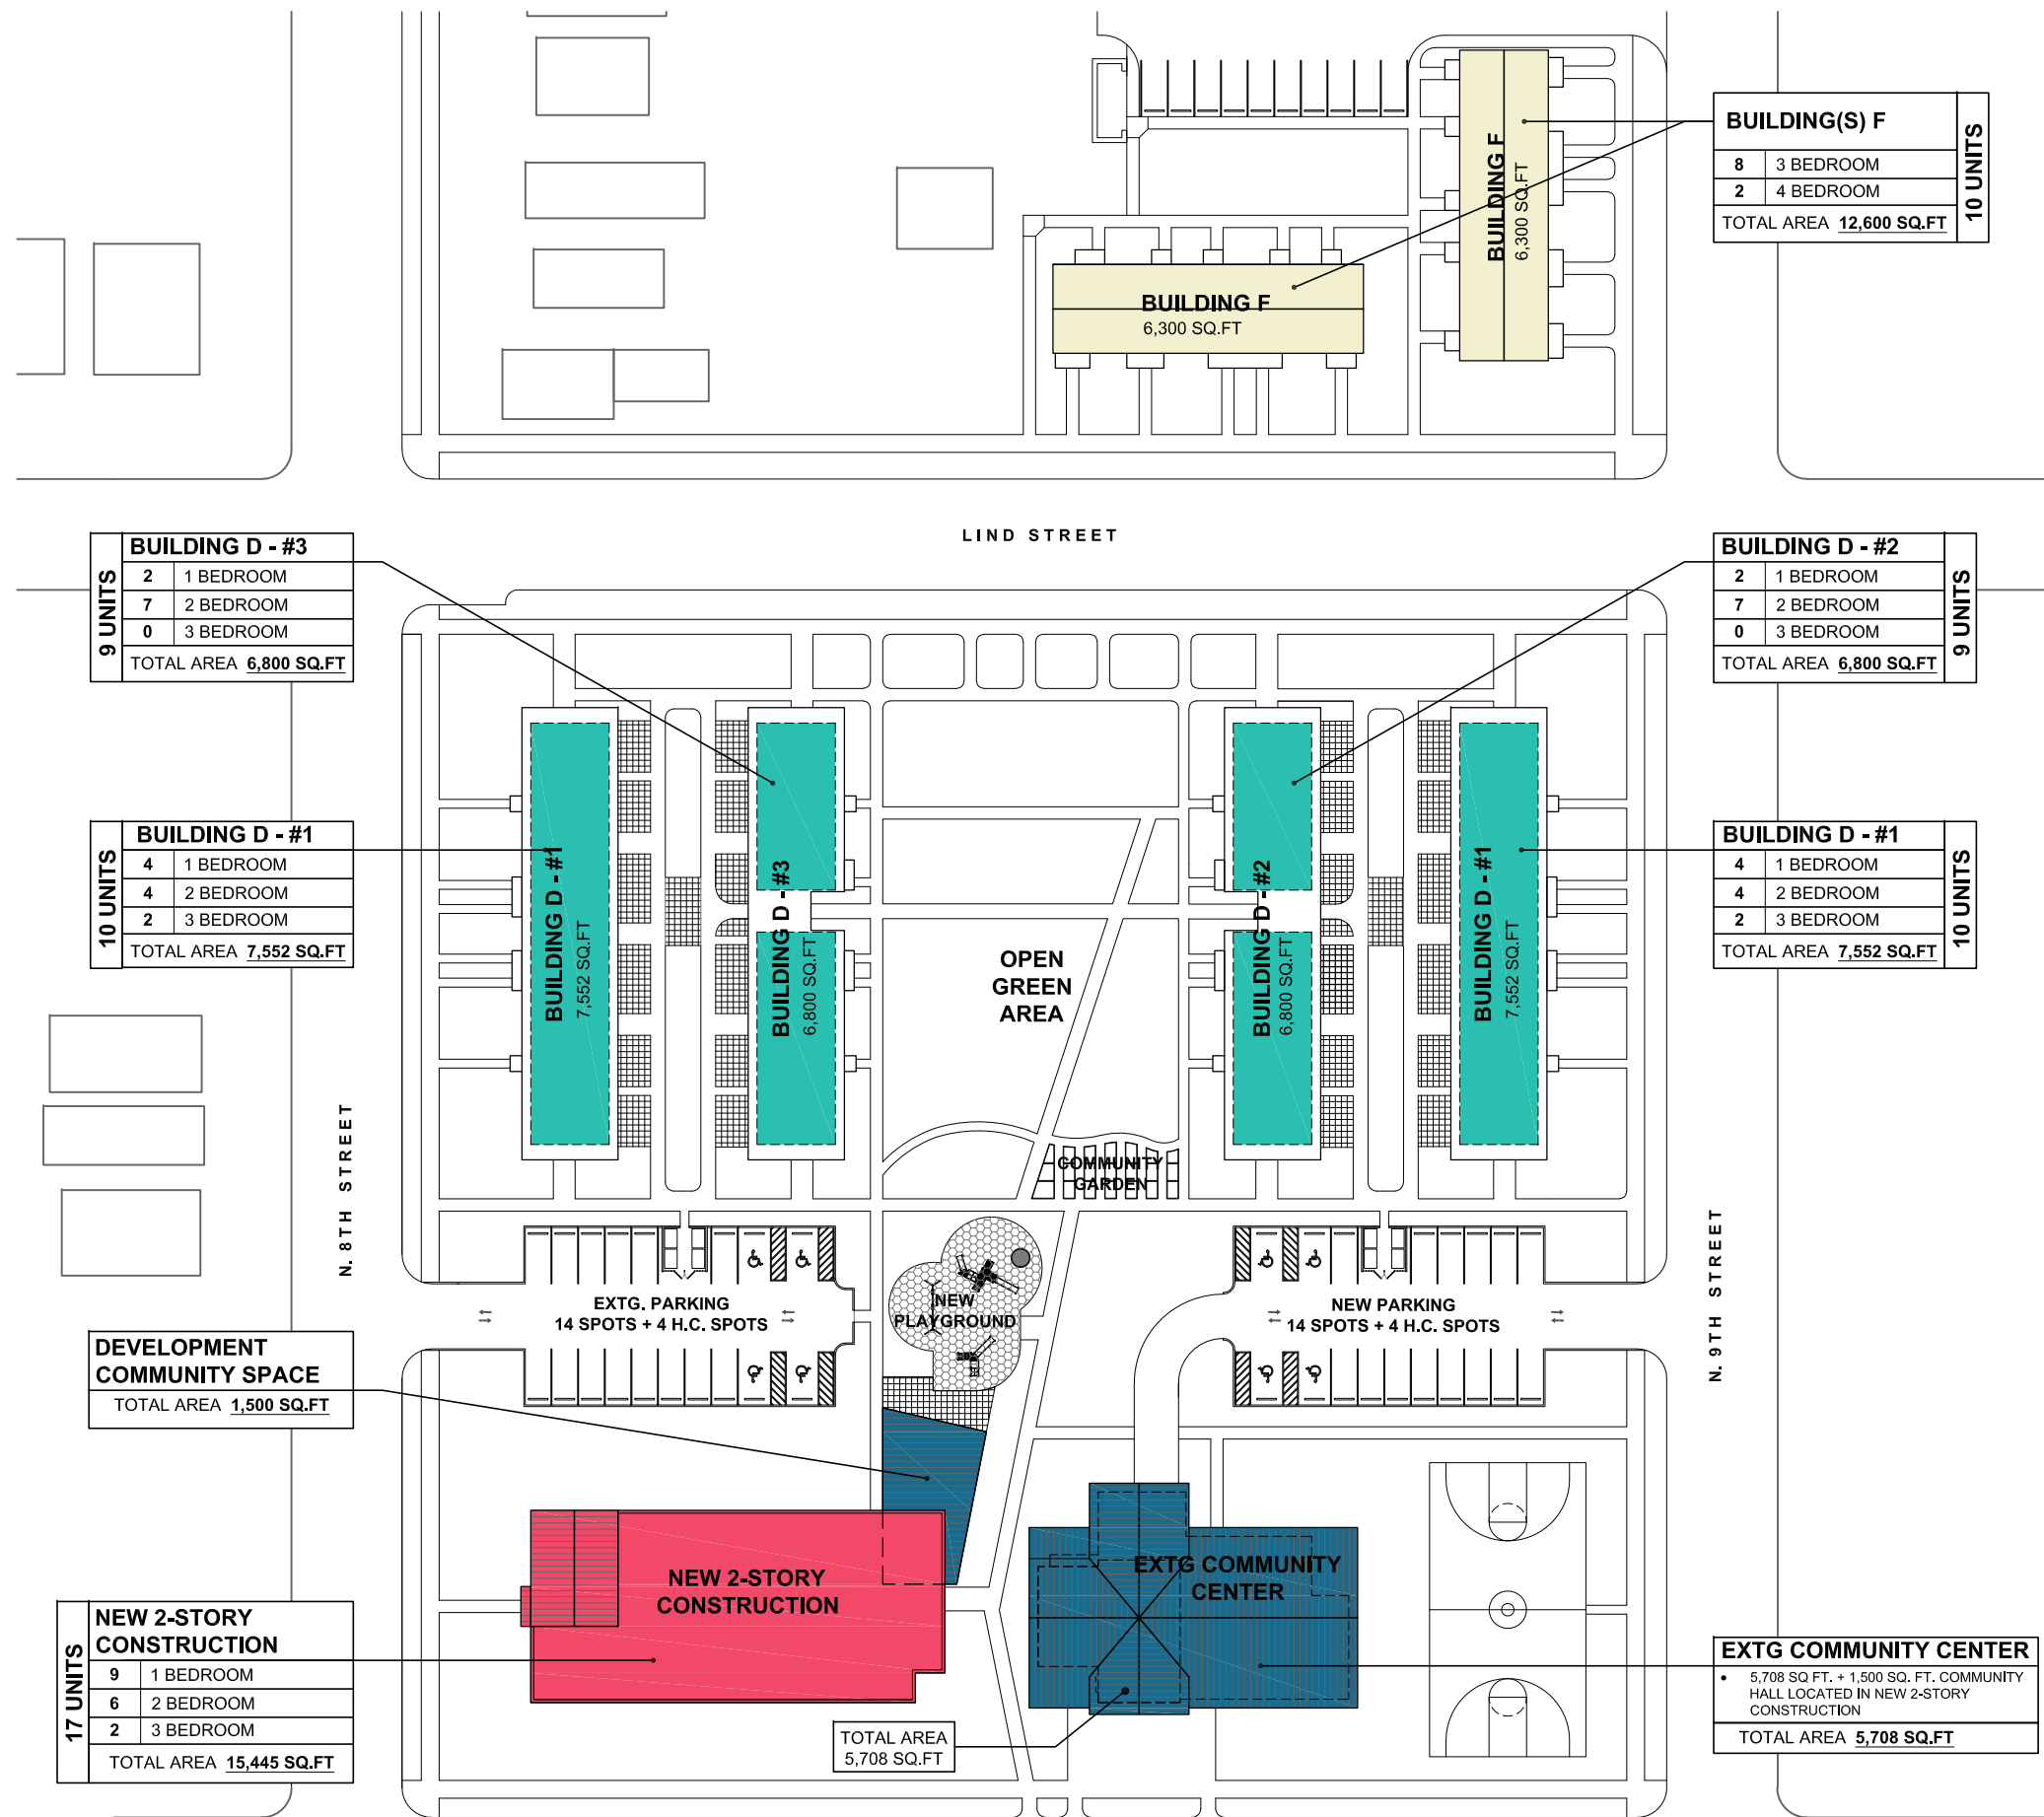 BUILDING(S) F
8 3 BEDROOM
2 4 BEDROOM
TOTAL AREA 12,600 SQ.FT
10 UNITS
BUILDING F
6,300 SQ.FT
BUILDING F
6,300 SQ.FT
LIND STREET
BUILDING D - #3
2 1 BEDROOM
7 2 BEDROOM
0 3 BEDROOM
TOTAL AREA 6,800 SQ.FT
9 UNITS
BUILDING D - #2
2 1 BEDROOM
7 2 BEDROOM
0 3 BEDROOM
TOTAL AREA 6,800 SQ.FT
9 UNITS
BUILDING D - #1
4 1 BEDROOM
4 2 BEDROOM
2 3 BEDROOM
TOTAL AREA 7,552 SQ.FT
10 UNITS
BUILDING D - #1
4 1 BEDROOM
4 2 BEDROOM
2 3 BEDROOM
TOTAL AREA 7,552 SQ.FT
10 UNITS
BUILDING D - #1
7,552 SQ.FT
BUILDING D - #3
6,800 SQ.FT
OPEN
GREEN
AREA
BUILDING D - #2
6,800 SQ.FT
BUILDING D - #1
7,552 SQ.FT
COMMUNITY
GARDEN
N. 8TH STREET
N. 9TH STREET
EXTG. PARKING
14 SPOTS + 4 H.C. SPOTS
NEW
PLAYGROUND
NEW PARKING
14 SPOTS + 4 H.C. SPOTS
DEVELOPMENT
COMMUNITY SPACE
TOTAL AREA 1,500 SQ.FT
NEW 2-STORY
CONSTRUCTION
EXTG COMMUNITY
CENTER
NEW 2-STORY
CONSTRUCTION
9 1 BEDROOM
6 2 BEDROOM
2 3 BEDROOM
TOTAL AREA 15,445 SQ.FT
17 UNITS
TOTAL AREA
5,708 SQ.FT
EXTG COMMUNITY CENTER
• 5,708 SQ FT. + 1,500 SQ. FT. COMMUNITY
HALL LOCATED IN NEW 2-STORY
CONSTRUCTION
TOTAL AREA 5,708 SQ.FT